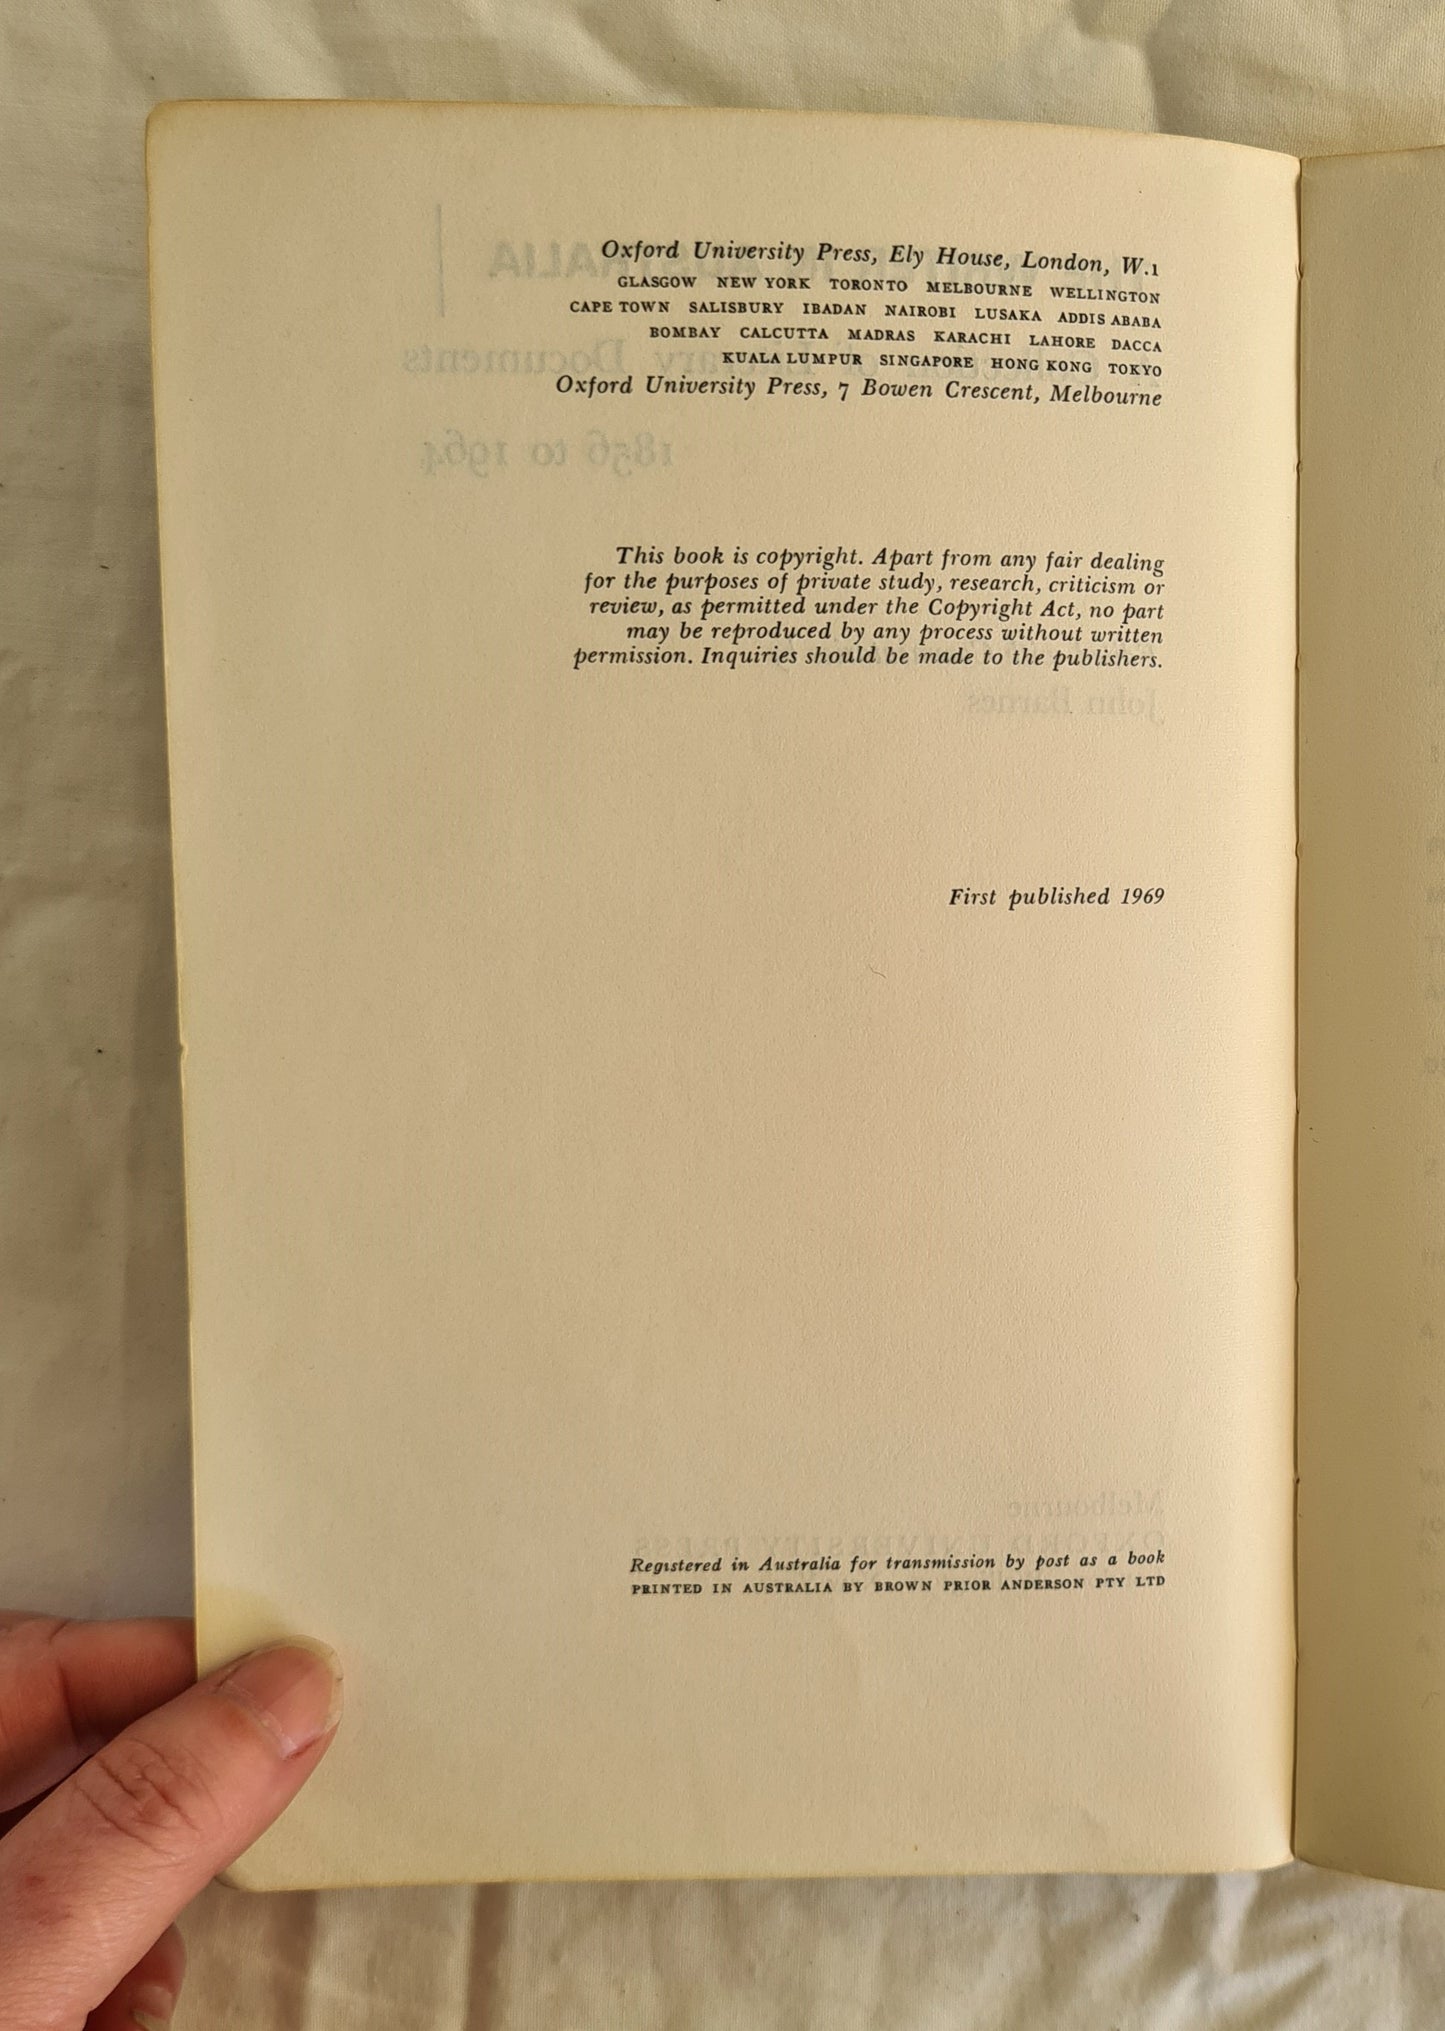 Oxford University Press, Ely House, London, W.1
GLASGOW NEW YORK TORONTO MELBOURNE WELLINGTON
CAPE TOWN SALISBURY IBADAN NAIROBI LUSAKA ADDIS ABABA
BOMBAY CALCUTTA MADRAS KARACHI LAHORE DACCA
KUALA LUMPUR SINGAPORE HONG KONG TOKYO
Oxford University Press, 7 Bowen Crescent, Melbourne
This book is copyright. Apart from any fair dealing
for the purposes of private study, research, criticism or
review, as permitted under the Copyright Act, no part
may be reproduced by any process without written
permission. Inquiries should be made to the publishers.
First published 1969
Registered in Australia for transmission by post as a book
PRINTED IN AUSTRALIA BY BROWN PRIOR ANDERSON PTY LTD